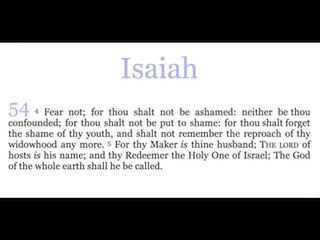 Isaiah
54 4 Fear not; for thou shalt not be ashamed: neither be thou
confounded; for thou shalt not be put to shame: for thou shalt forget
the shame of thy youth, and shalt not remember the reproach of thy
widowhood any more. 5 For thy Maker is thine husband; THE LORD of
hosts is his name; and thy Redeemer the Holy One of Israel; The God
of the whole earth shall he be called.